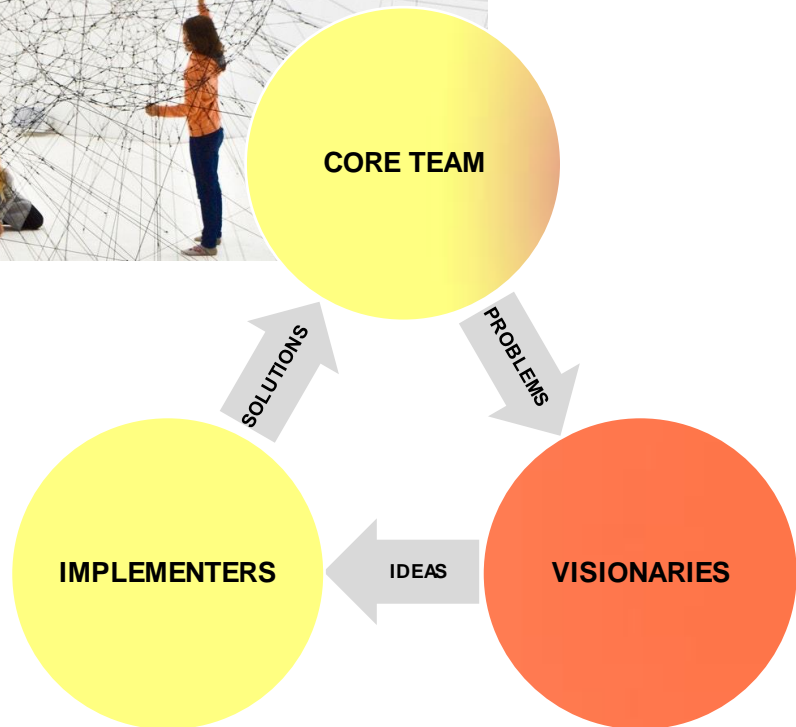 CORE TEAM
SOLUTIONS
PROBLEMS
IMPLEMENTERS
IDEAS
VISIONARIES